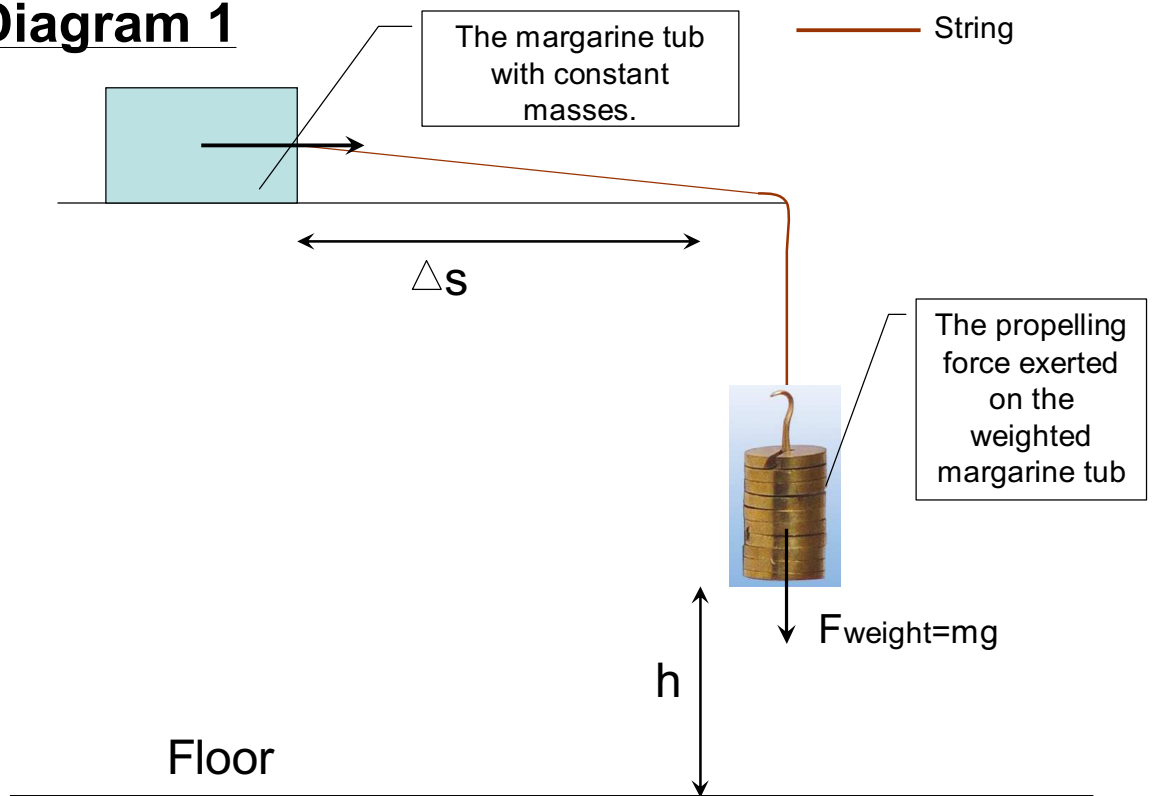 Diagram 1
The margarine tub
with constant
masses.
String
△s
The propelling
force exerted
on the
weighted
margarine tub
Fweight=mg
h
Floor